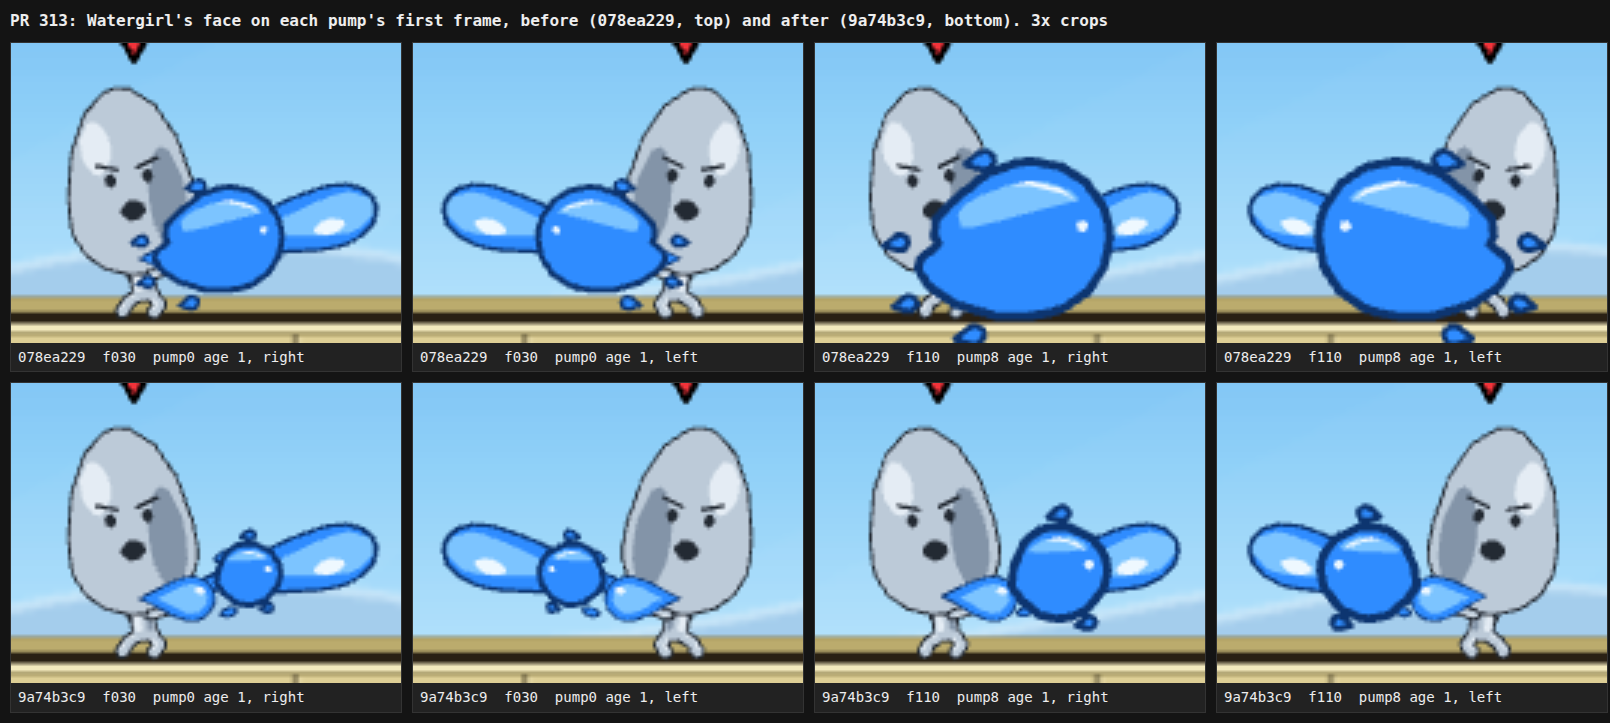 PR 313: Watergirl's face on each pump's first frame, before (078ea229, top) and after (9a74b3c9, bottom). 3x crops
078ea229  f030  pump0 age 1, right
078ea229  f030  pump0 age 1, left
078ea229  f110  pump8 age 1, right
078ea229  f110  pump8 age 1, left
9a74b3c9  f030  pump0 age 1, right
9a74b3c9  f030  pump0 age 1, left
9a74b3c9  f110  pump8 age 1, right
9a74b3c9  f110  pump8 age 1, left